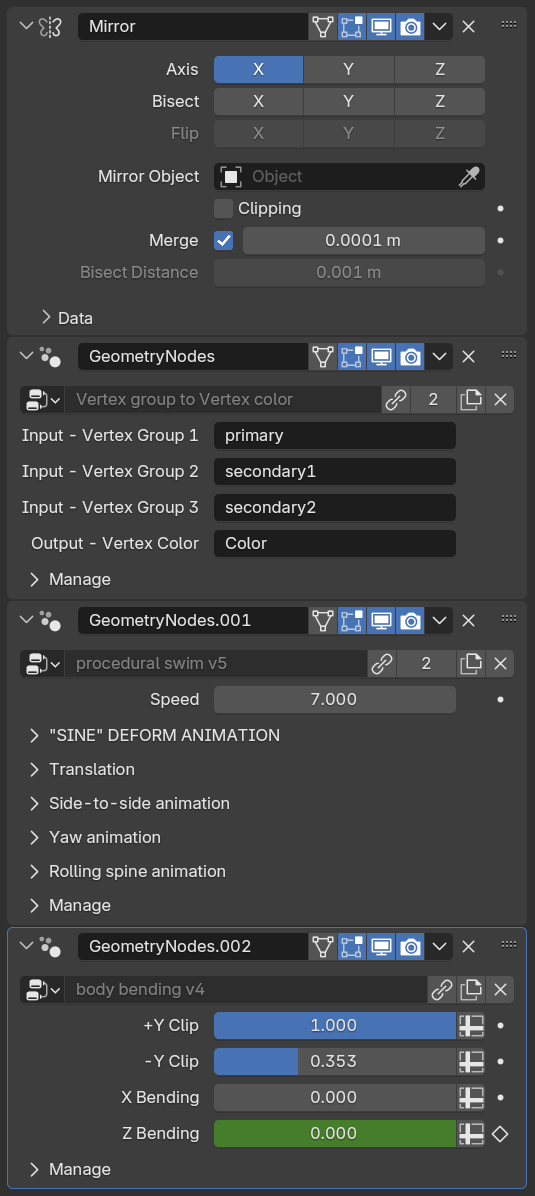 Mirror
Axis X Y Z
Bisect X Y Z
Flip X Y Z
Mirror Object Object
Clipping
Merge 0.0001 m
Bisect Distance 0.001 m
Data
GeometryNodes
Vertex group to Vertex color 2
Input - Vertex Group 1 primary
Input - Vertex Group 2 secondary1
Input - Vertex Group 3 secondary2
Output - Vertex Color Color
Manage
GeometryNodes.001
procedural swim v5 2
Speed 7.000
"SINE" DEFORM ANIMATION
Translation
Side-to-side animation
Yaw animation
Rolling spine animation
Manage
GeometryNodes.002
body bending v4
+Y Clip 1.000
-Y Clip 0.353
X Bending 0.000
Z Bending 0.000
Manage